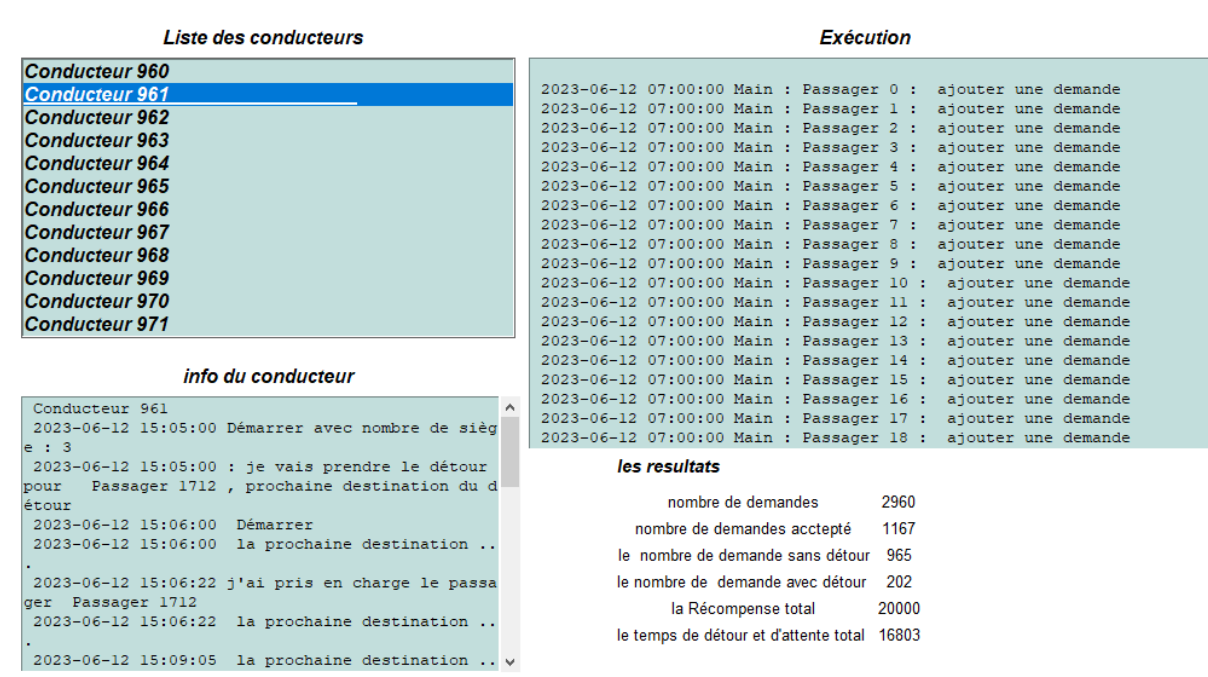 Liste des conducteurs
Conducteur 960
Conducteur 961
Conducteur 962
Conducteur 963
Conducteur 964
Conducteur 965
Conducteur 966
Conducteur 967
Conducteur 968
Conducteur 969
Conducteur 970
Conducteur 971
info du conducteur
Conducteur 961
2023-06-12 15:05:00 Démarrer avec nombre de sièg
e : 3
2023-06-12 15:05:00 : je vais prendre le détour
pour Passager 1712 , prochaine destination du d
étour
2023-06-12 15:06:00 Démarrer
2023-06-12 15:06:00 la prochaine destination ..
.
2023-06-12 15:06:22 j'ai pris en charge le passa
ger Passager 1712
2023-06-12 15:06:22 la prochaine destination ..
.
2023-06-12 15:09:05 la prochaine destination ..
Exécution
2023-06-12 07:00:00 Main : Passager 0 : ajouter une demande
2023-06-12 07:00:00 Main : Passager 1 : ajouter une demande
2023-06-12 07:00:00 Main : Passager 2 : ajouter une demande
2023-06-12 07:00:00 Main : Passager 3 : ajouter une demande
2023-06-12 07:00:00 Main : Passager 4 : ajouter une demande
2023-06-12 07:00:00 Main : Passager 5 : ajouter une demande
2023-06-12 07:00:00 Main : Passager 6 : ajouter une demande
2023-06-12 07:00:00 Main : Passager 7 : ajouter une demande
2023-06-12 07:00:00 Main : Passager 8 : ajouter une demande
2023-06-12 07:00:00 Main : Passager 9 : ajouter une demande
2023-06-12 07:00:00 Main : Passager 10 : ajouter une demande
2023-06-12 07:00:00 Main : Passager 11 : ajouter une demande
2023-06-12 07:00:00 Main : Passager 12 : ajouter une demande
2023-06-12 07:00:00 Main : Passager 13 : ajouter une demande
2023-06-12 07:00:00 Main : Passager 14 : ajouter une demande
2023-06-12 07:00:00 Main : Passager 15 : ajouter une demande
2023-06-12 07:00:00 Main : Passager 16 : ajouter une demande
2023-06-12 07:00:00 Main : Passager 17 : ajouter une demande
2023-06-12 07:00:00 Main : Passager 18 : ajouter une demande
les resultats
nombre de demandes 2960
nombre de demandes acctepté 1167
le nombre de demande sans détour 965
le nombre de demande avec détour 202
la Récompense total 20000
le temps de détour et d'attente total 16803